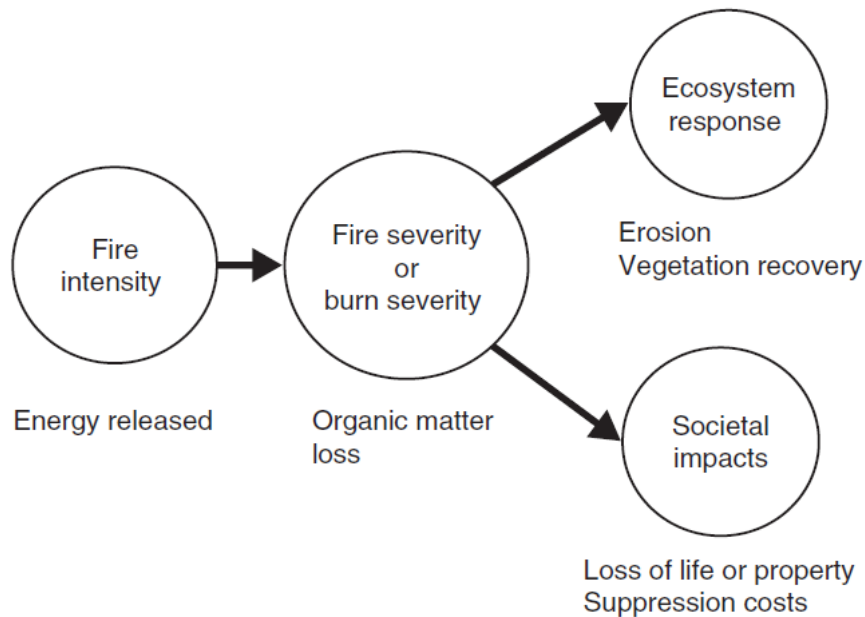 Fire
intensity
Energy released
Fire severity
or
burn severity
Organic matter
loss
Ecosystem
response
Erosion
Vegetation recovery
Societal
impacts
Loss of life or property
Suppression costs